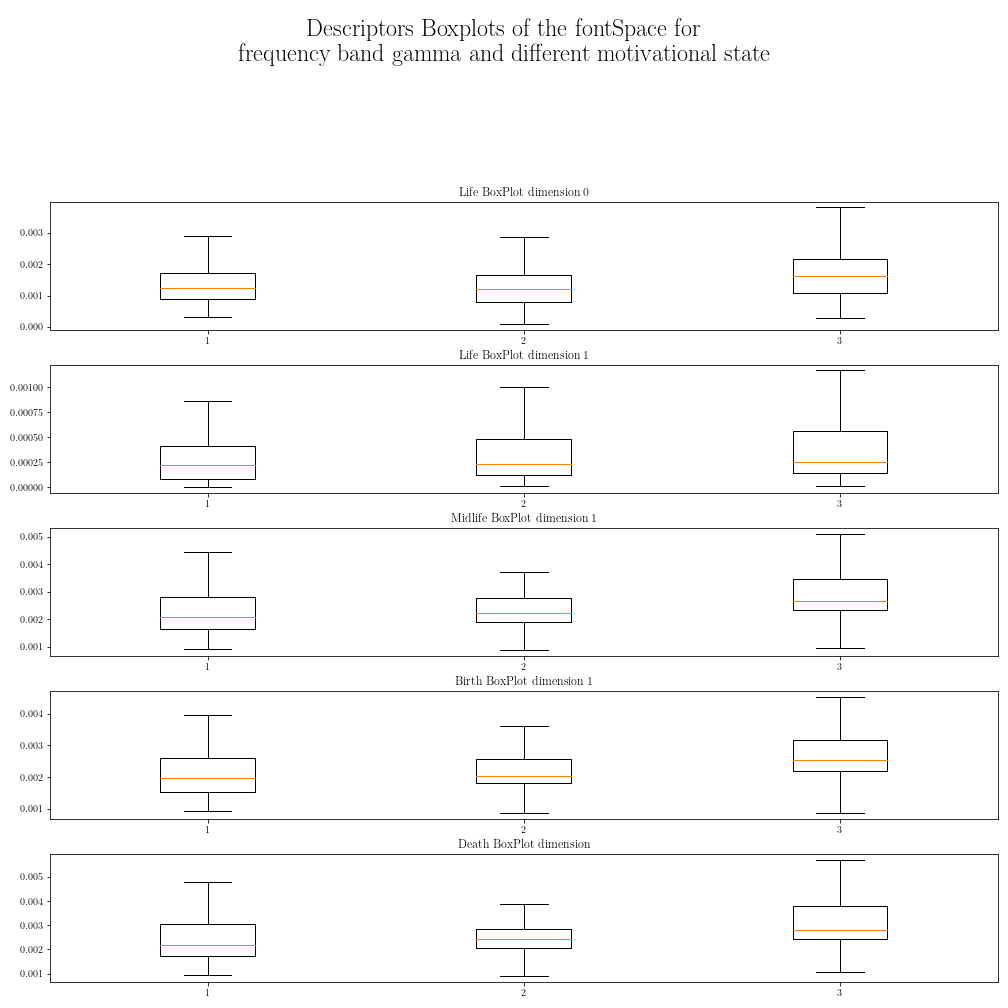 Descriptors Boxplots of the fontSpace for
frequency band gamma and different motivational state
Life BoxPlot dimension 0
0.003
0.002
0.001
0.000
1 2 3
Life BoxPlot dimension 1
0.00100
0.00075
0.00050
0.00025
0.00000
1 2 3
Midlife BoxPlot dimension 1
0.005
0.004
0.003
0.002
0.001
1 2 3
Birth BoxPlot dimension 1
0.004
0.003
0.002
0.001
1 2 3
Death BoxPlot dimension
0.005
0.004
0.003
0.002
0.001
1 2 3